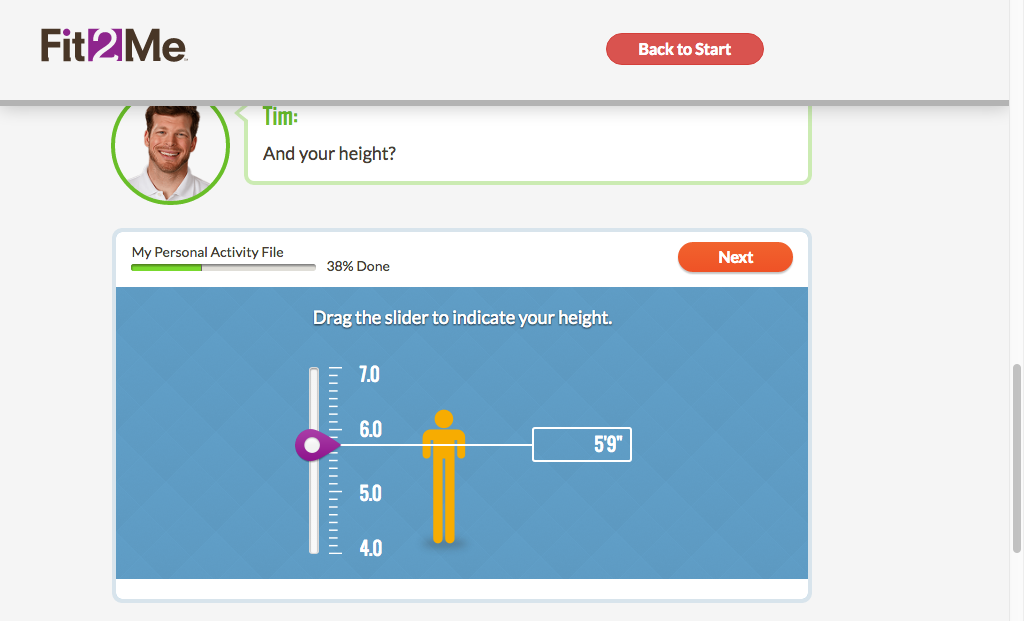 Fit2Me
Back to Start
Tim:
And your height?
My Personal Activity File
38% Done
Next
Drag the slider to indicate your height.
7.0
6.0
5'9"
5.0
4.0